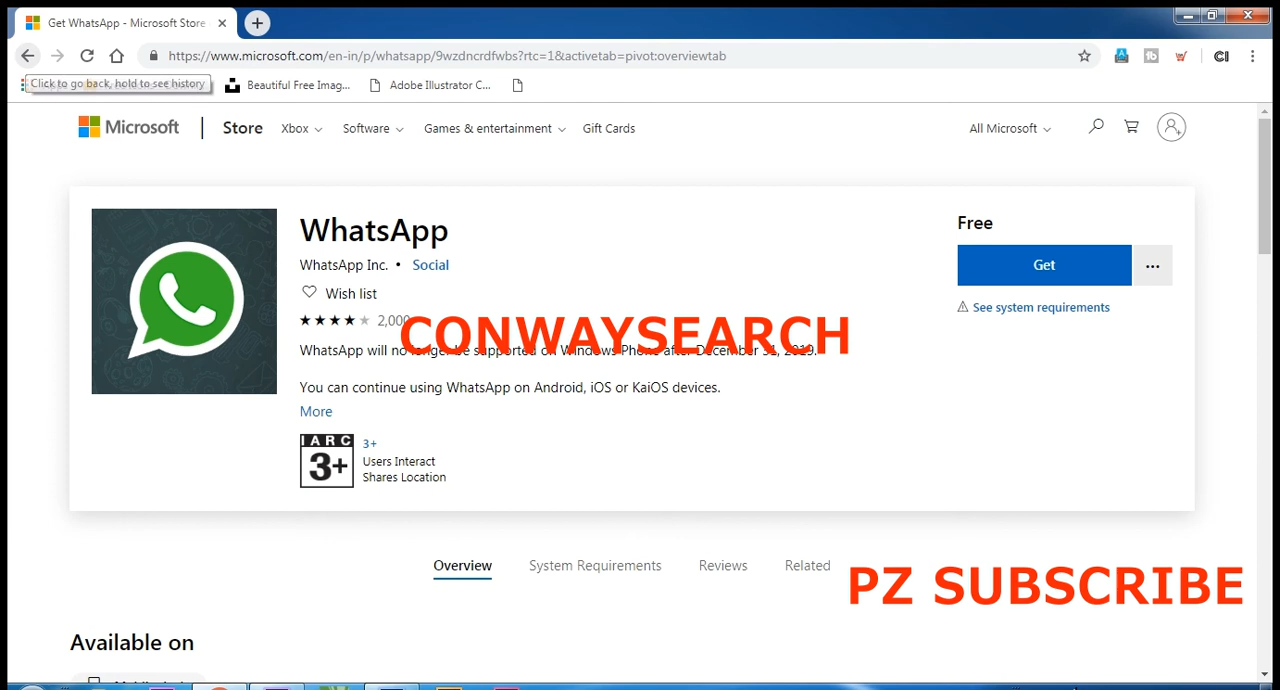 Get WhatsApp - Microsoft Store
https://www.microsoft.com/en-in/p/whatsapp/9wzdncrdfwbs?rtc=1&activetab=pivot:overviewtab
Click to go back, hold to see history
Beautiful Free Imag...
Adobe Illustrator C...
Microsoft
Store
Xbox
Software
Games & entertainment
Gift Cards
All Microsoft
WhatsApp
Free
WhatsApp Inc. • Social
Get
Wish list
See system requirements
2,000
CONWAYSEARCH
WhatsApp will no longer be supported on Windows Phone after December 31, 2019.
You can continue using WhatsApp on Android, iOS or KaiOS devices.
More
IARC
3+
3+
Users Interact
Shares Location
Overview
System Requirements
Reviews
Related
PZ SUBSCRIBE
Available on